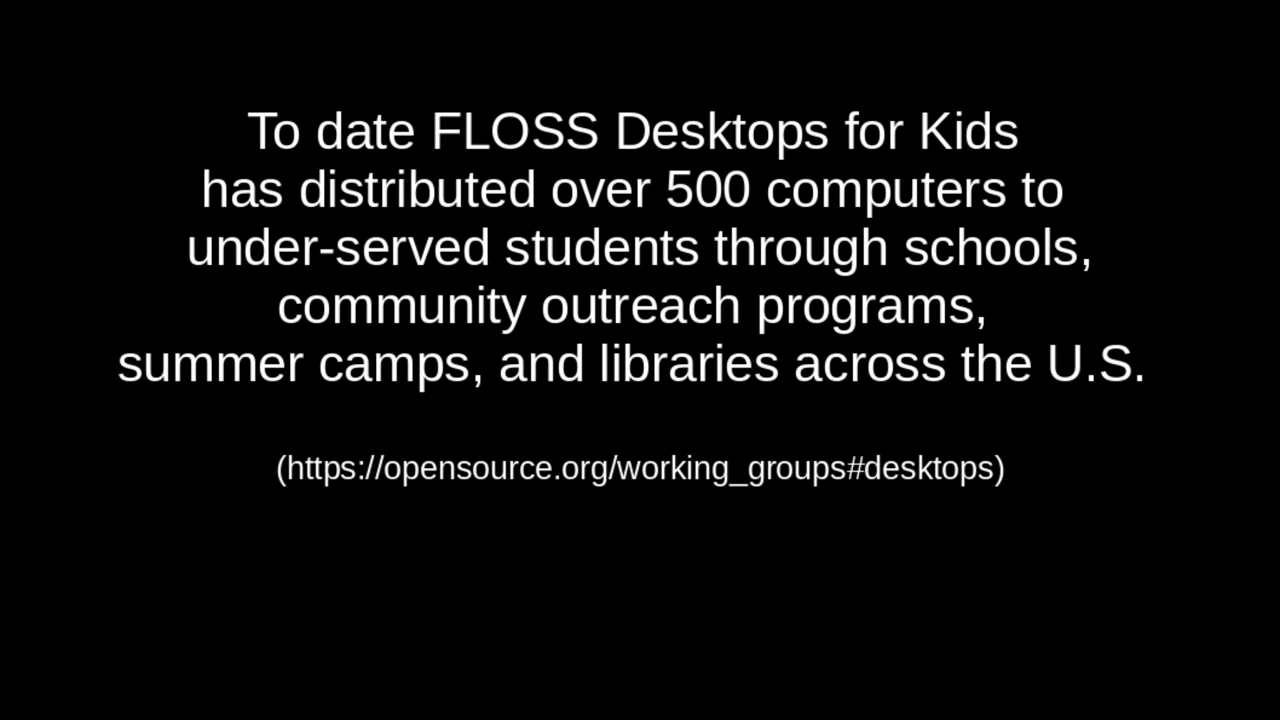 To date FLOSS Desktops for Kids
has distributed over 500 computers to
under-served students through schools,
community outreach programs,
summer camps, and libraries across the U.S.
(https://opensource.org/working_groups#desktops)